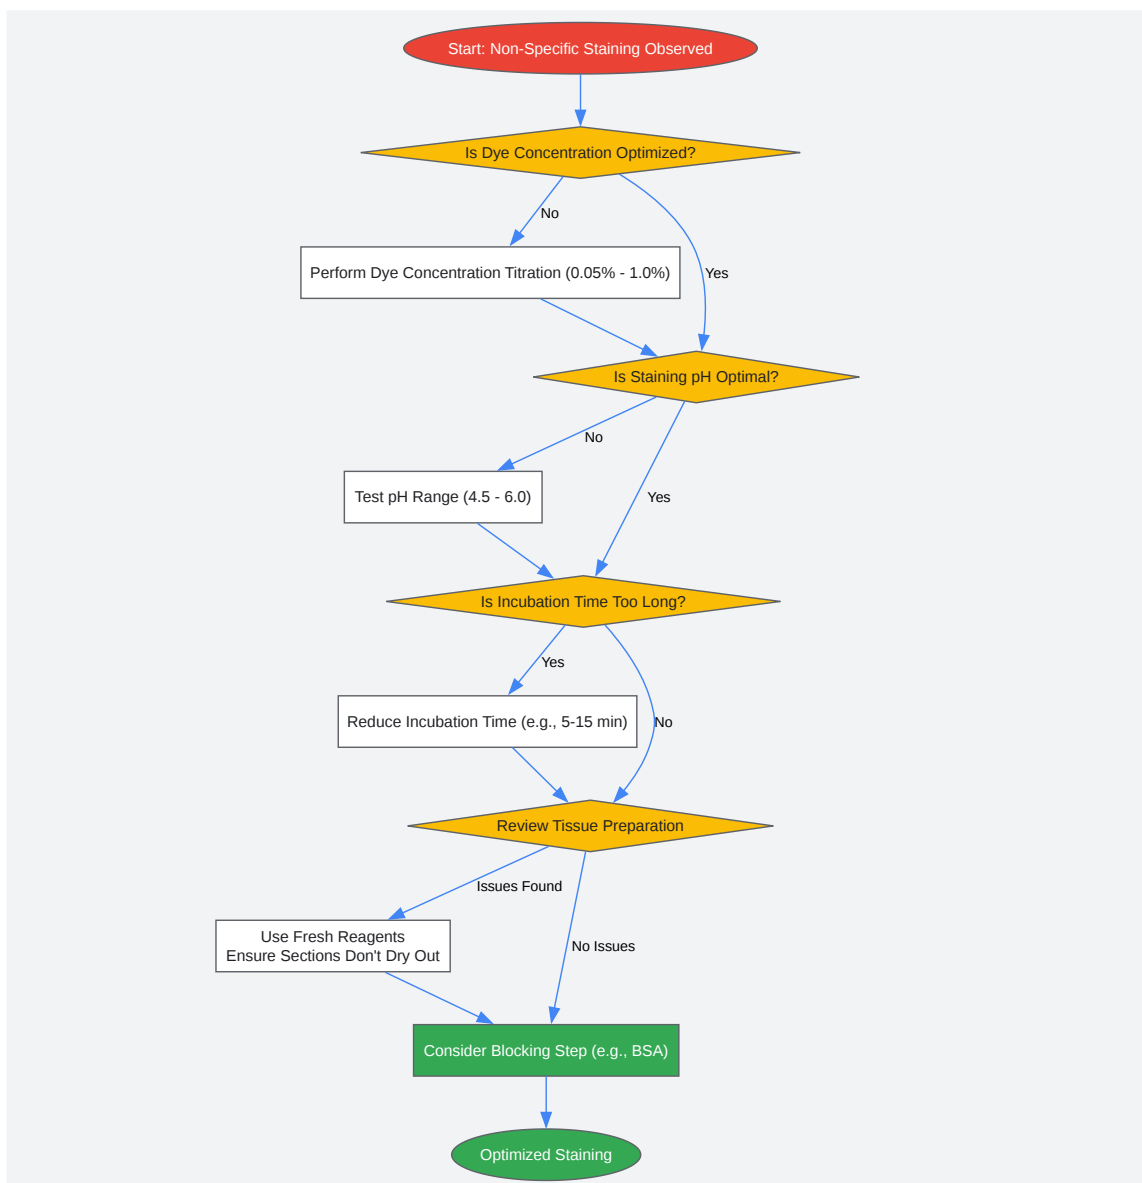 Start: Non-Specific Staining Observed
Is Dye Concentration Optimized?
No
Perform Dye Concentration Titration (0.05% - 1.0%)
Yes
Is Staining pH Optimal?
No
Test pH Range (4.5 - 6.0)
Yes
Is Incubation Time Too Long?
Yes
Reduce Incubation Time (e.g., 5-15 min)
No
Review Tissue Preparation
Issues Found
Use Fresh Reagents
Ensure Sections Don't Dry Out
No Issues
Consider Blocking Step (e.g., BSA)
Optimized Staining